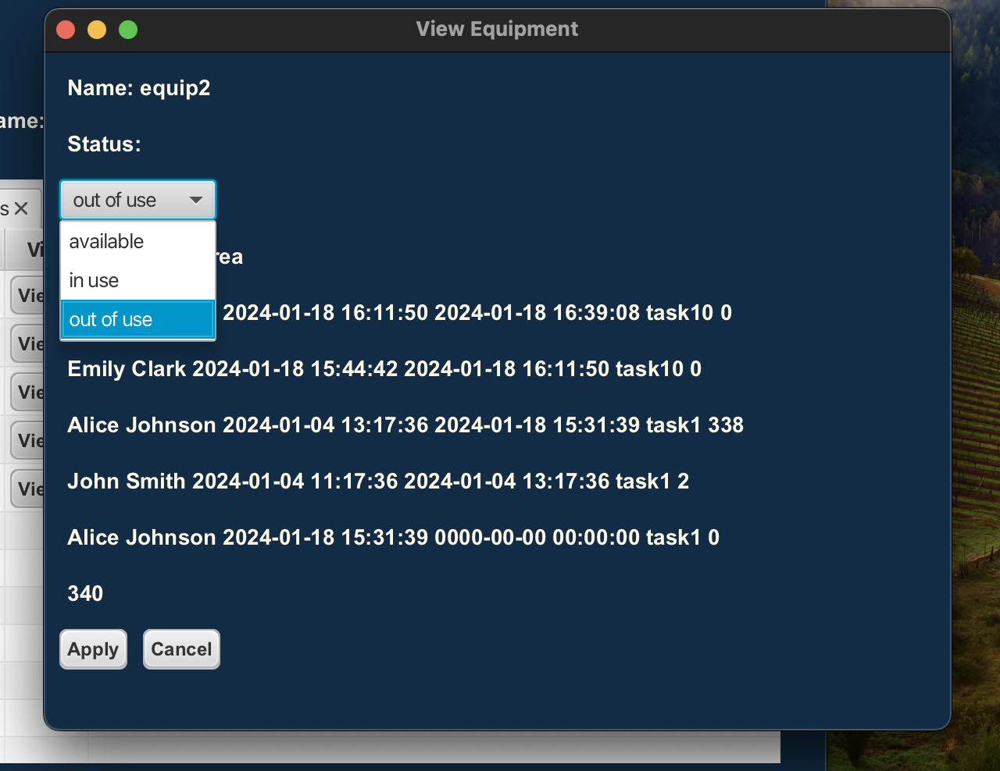 View Equipment
Name: equip2
ame:
Status:
out of use
s
available
Vi
rea
in use
Vie
2024-01-18 16:11:50 2024-01-18 16:39:08 task10 0
out of use
Vie
Emily Clark 2024-01-18 15:44:42 2024-01-18 16:11:50 task10 0
Vie
Alice Johnson 2024-01-04 13:17:36 2024-01-18 15:31:39 task1 338
Vie
John Smith 2024-01-04 11:17:36 2024-01-04 13:17:36 task1 2
Vie
Alice Johnson 2024-01-18 15:31:39 0000-00-00 00:00:00 task1 0
340
Apply Cancel